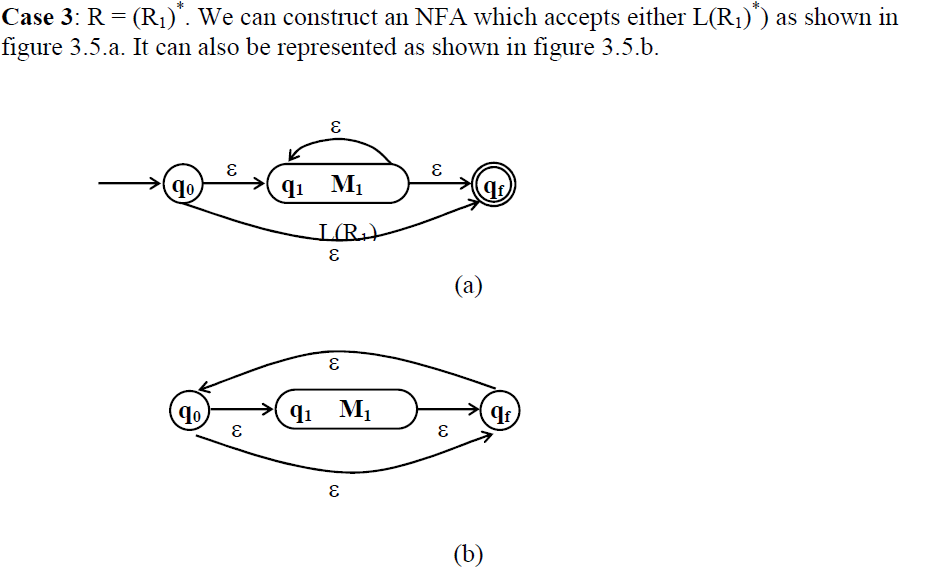 Case 3: R = (R₁)*. We can construct an NFA which accepts either L(R₁)*) as shown in
figure 3.5.a. It can also be represented as shown in figure 3.5.b.
ε
ε
ε
q₀
q₁ M₁
qf
L(R₁)
ε
(a)
ε
q₀
q₁ M₁
qf
ε
ε
ε
(b)